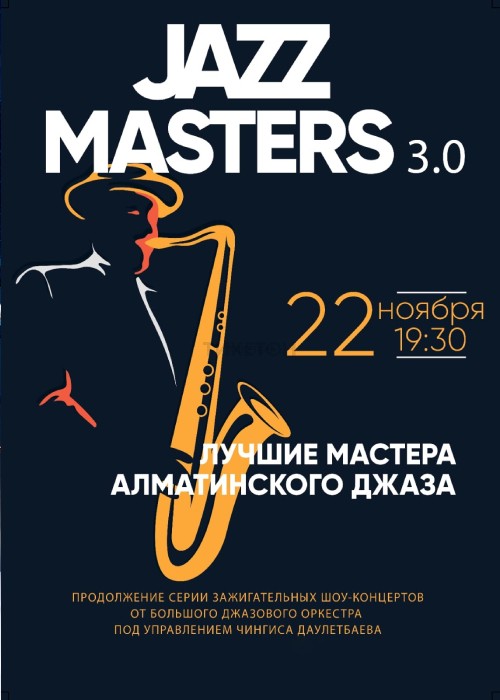 JAZZ
MASTERS 3.0
22 ноября
19:30
ЛУЧШИЕ МАСТЕРА
АЛМАТИНСКОГО ДЖАЗА
ПРОДОЛЖЕНИЕ СЕРИИ ЗАЖИГАТЕЛЬНЫХ ШОУ-КОНЦЕРТОВ
ОТ БОЛЬШОГО ДЖАЗОВОГО ОРКЕСТРА
ПОД УПРАВЛЕНИЕМ ЧИНГИСА ДАУЛЕТБАЕВА